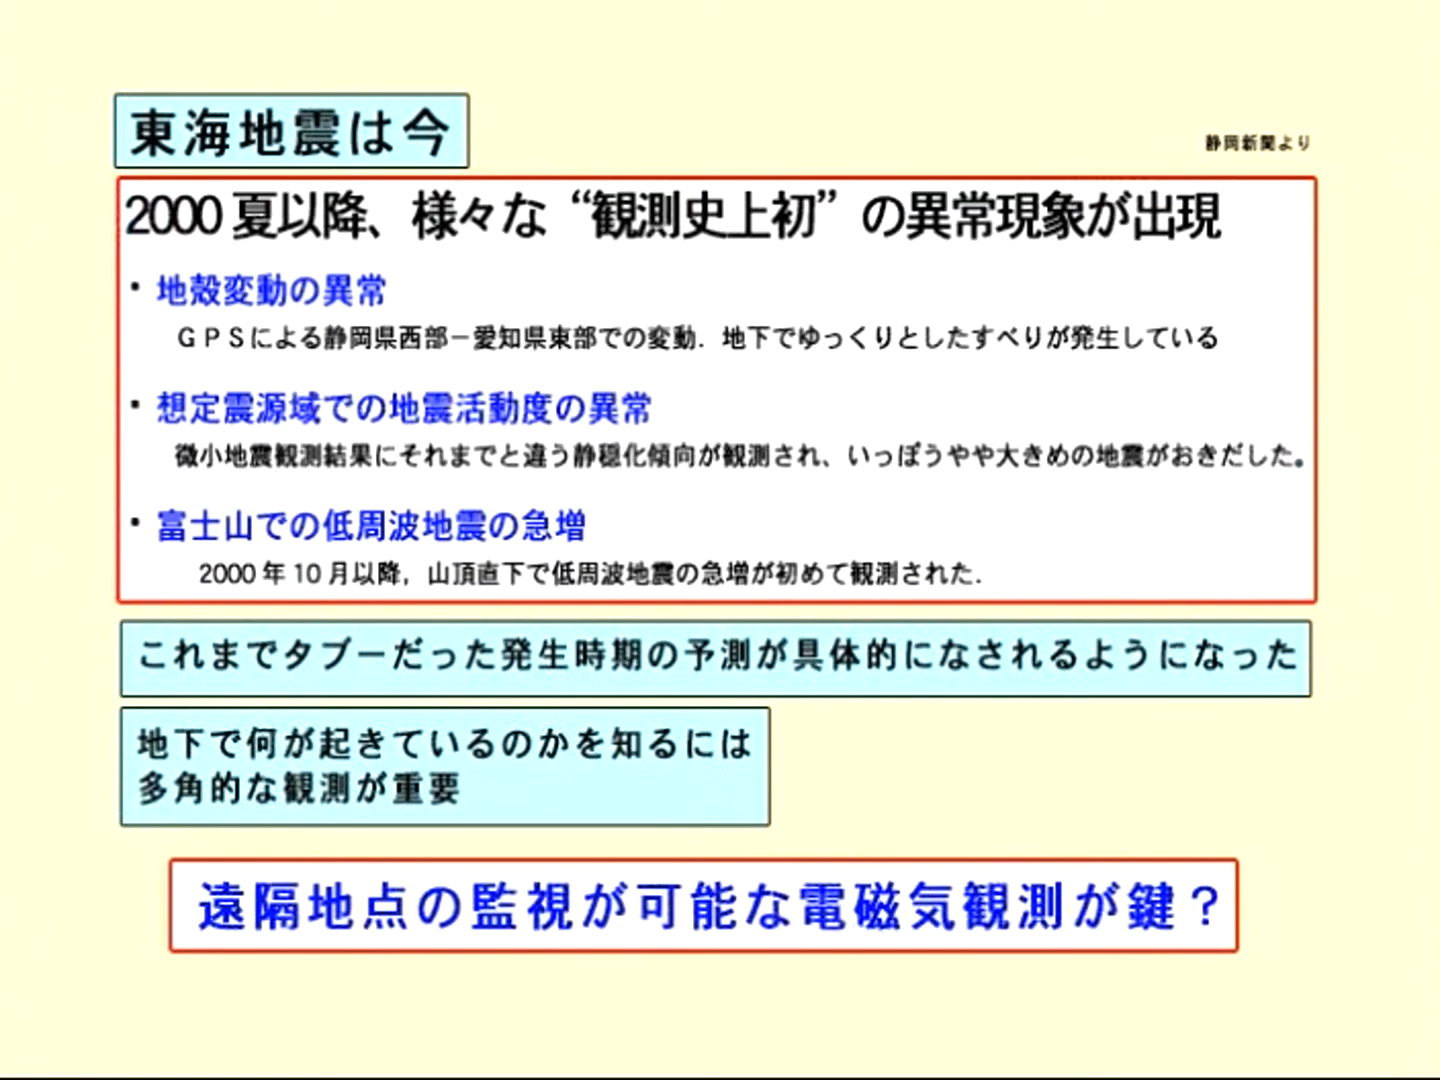 東海地震は今
静岡新聞より
2000 夏以降、様々な“観測史上初”の異常現象が出現
・地殻変動の異常
ＧＰＳによる静岡県西部－愛知県東部での変動．地下でゆっくりとしたすべりが発生している
・想定震源域での地震活動度の異常
微小地震観測結果にそれまでと違う静穏化傾向が観測され、いっぽうやや大きめの地震がおきだした。
・富士山での低周波地震の急増
2000 年 10 月以降，山頂直下で低周波地震の急増が初めて観測された．
これまでタブーだった発生時期の予測が具体的になされるようになった
地下で何が起きているのかを知るには
多角的な観測が重要
遠隔地点の監視が可能な電磁気観測が鍵？